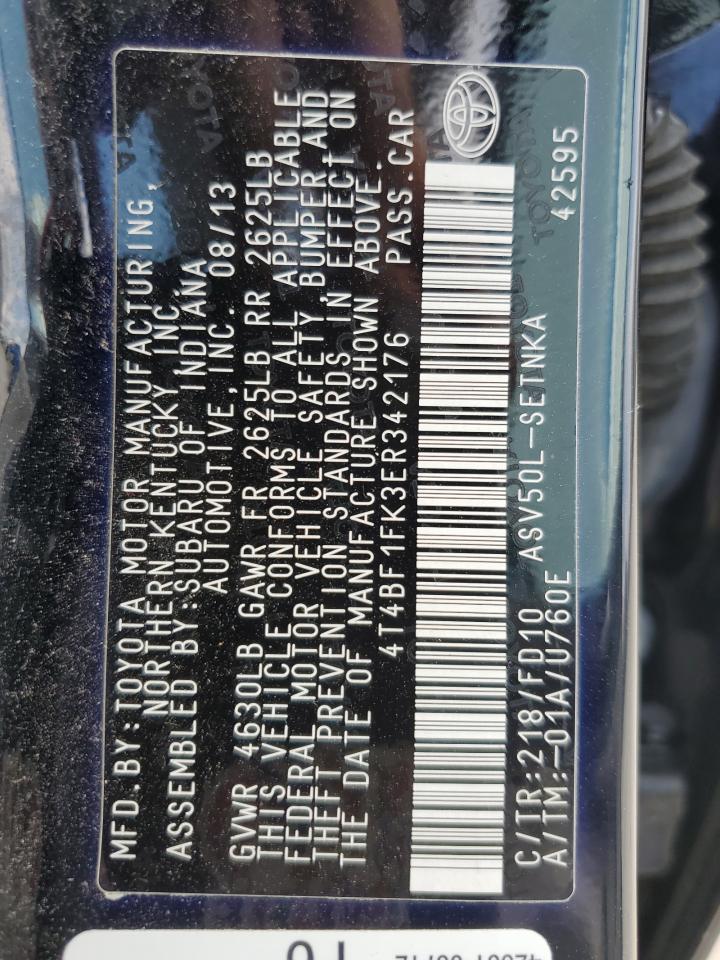 MFD.BY:TOYOTA MOTOR MANUFACTURING,
NORTHERN KENTUCKY, INC.
ASSEMBLED BY:SUBARU OF INDIANA
AUTOMOTIVE, INC. 08/13
GVWR 4630LB GAWR FR 2625LB RR 2625LB
THIS VEHICLE CONFORMS TO ALL APPLICABLE
FEDERAL MOTOR VEHICLE SAFETY, BUMPER AND
THEFT PREVENTION STANDARDS IN EFFECT ON
THE DATE OF MANUFACTURE SHOWN ABOVE.
4T4BF1FK3ER342176 PASS.CAR
C/TR:218/FD10 ASV50L-SETNKA 42595
A/TM:-01A/U760E